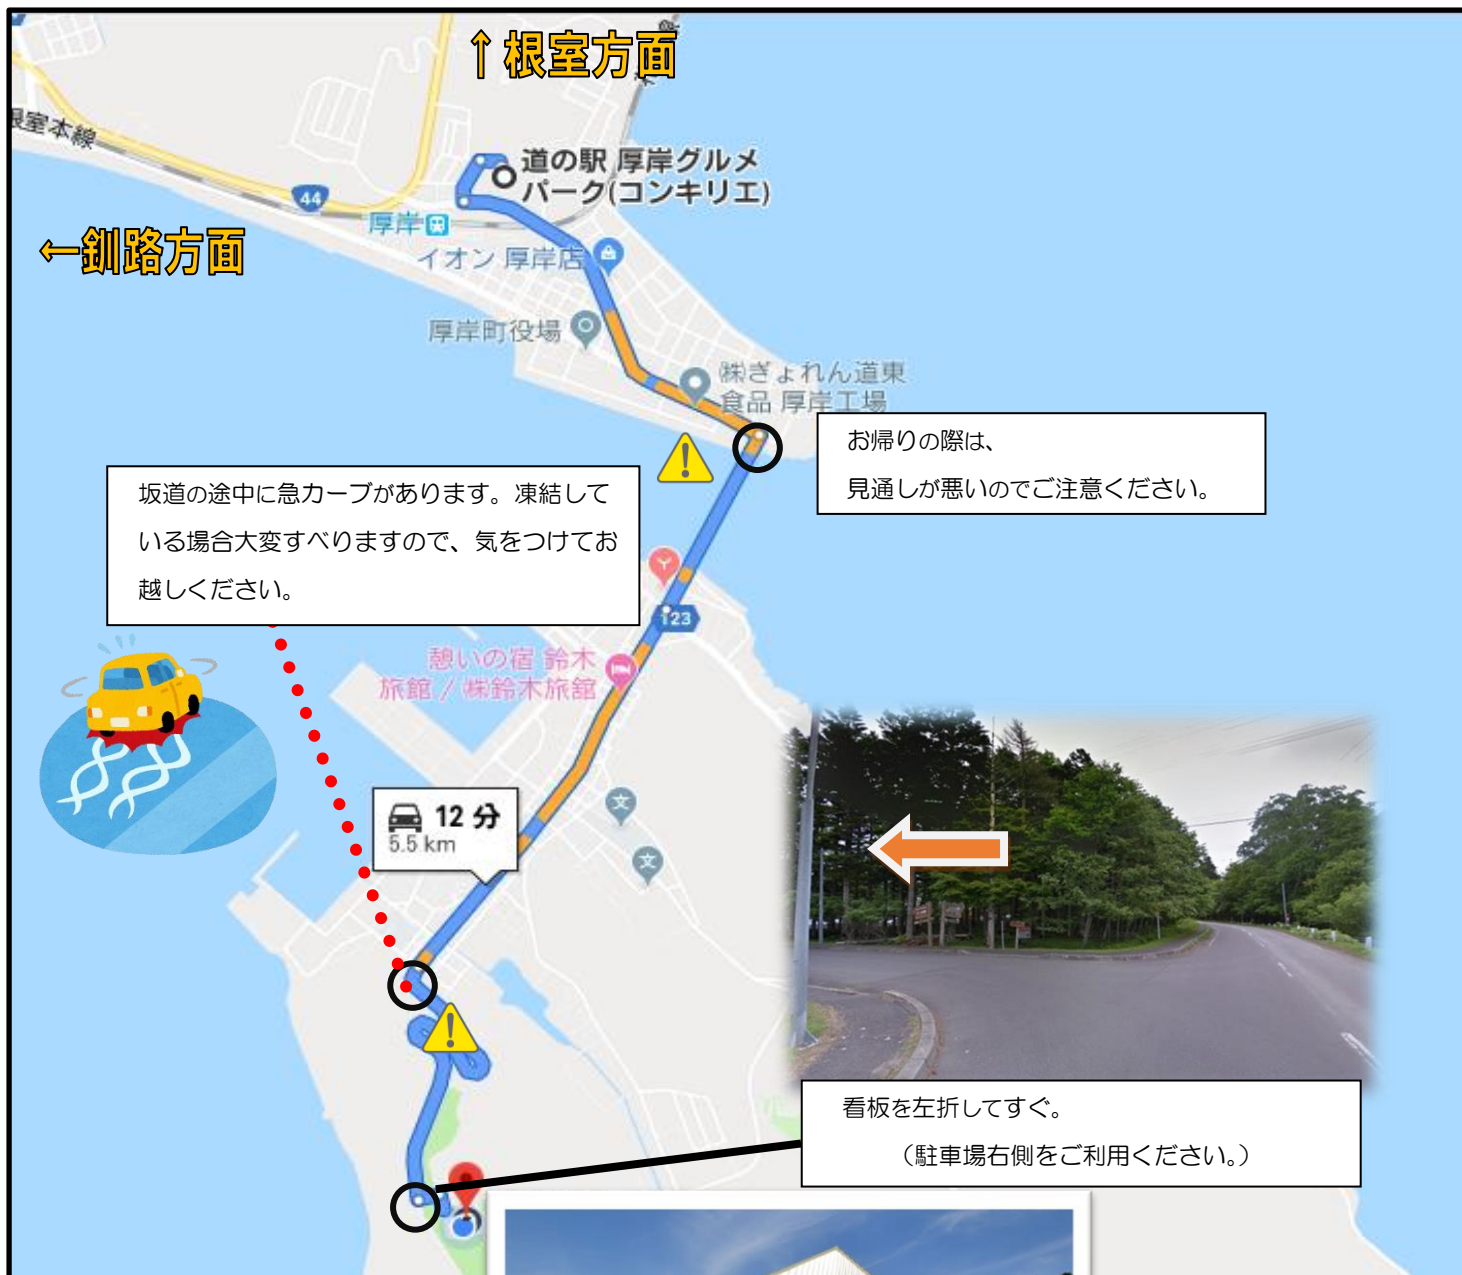 ↑根室方面
根室本線
44
道の駅 厚岸グルメ
パーク(コンキリエ)
厚岸
←釧路方面
イオン 厚岸店
厚岸町役場
㈱ぎょれん道東
食品 厚岸工場
お帰りの際は、
見通しが悪いのでご注意ください。
坂道の途中に急カーブがあります。凍結して
いる場合大変すべりますので、気をつけてお
越しください。
123
憩いの宿 鈴木
旅館 / ㈱鈴木旅館
文
文
12 分
5.5 km
看板を左折してすぐ。
（駐車場右側をご利用ください。）